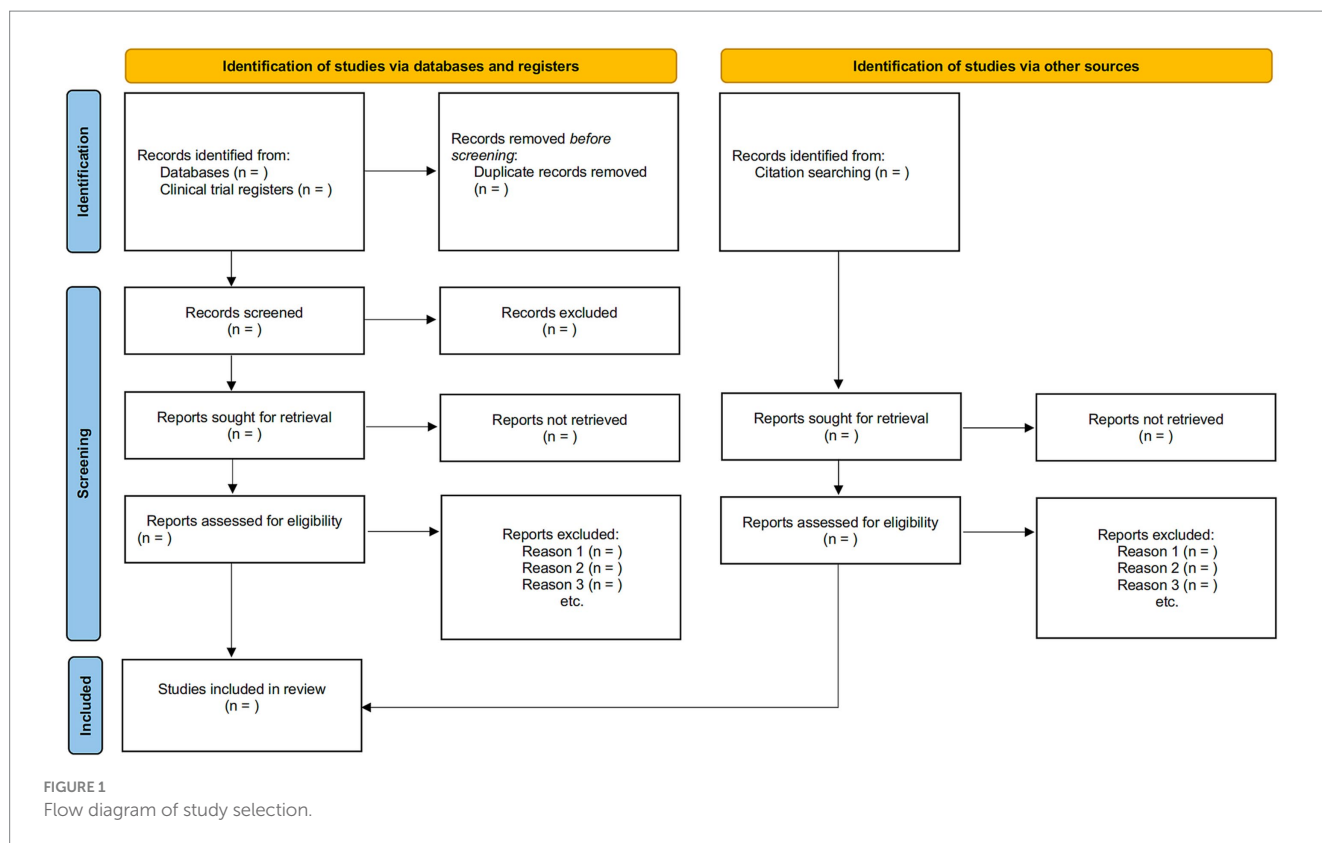 Identification of studies via databases and registers
Identification of studies via other sources
Identification
Records identified from:
Databases (n = )
Clinical trial registers (n = )
Records removed before
screening:
Duplicate records removed
(n = )
Records identified from:
Citation searching (n = )
Screening
Records screened
(n = )
Records excluded
(n = )
Reports sought for retrieval
(n = )
Reports not retrieved
(n = )
Reports sought for retrieval
(n = )
Reports not retrieved
(n = )
Reports assessed for eligibility
(n = )
Reports excluded:
Reason 1 (n = )
Reason 2 (n = )
Reason 3 (n = )
etc.
Reports assessed for eligibility
(n = )
Reports excluded:
Reason 1 (n = )
Reason 2 (n = )
Reason 3 (n = )
etc.
Included
Studies included in review
(n = )
FIGURE 1
Flow diagram of study selection.